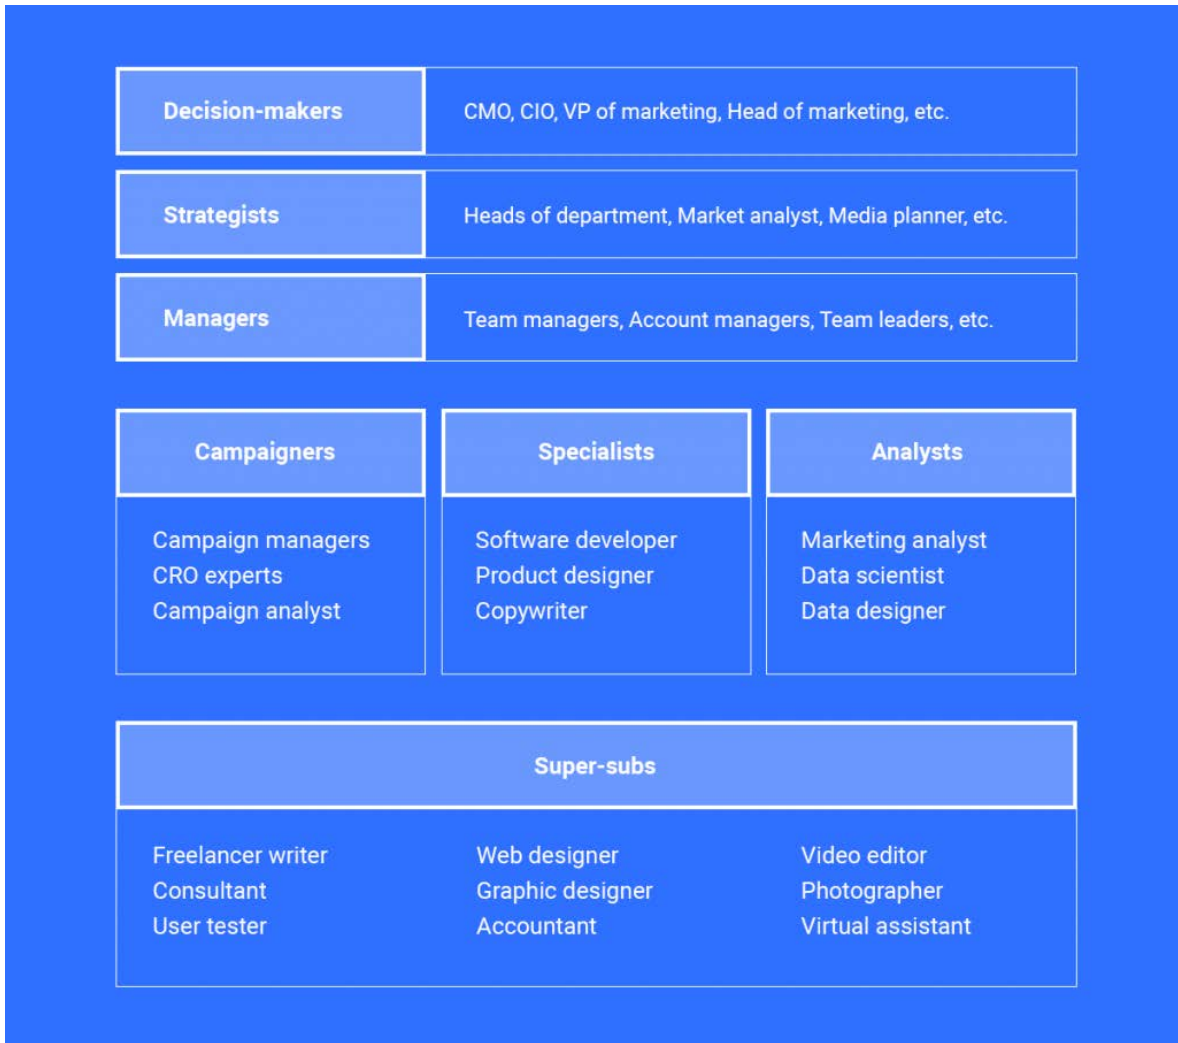 Decision-makers
CMO, CIO, VP of marketing, Head of marketing, etc.
Strategists
Heads of department, Market analyst, Media planner, etc.
Managers
Team managers, Account managers, Team leaders, etc.
Campaigners
Campaign managers
CRO experts
Campaign analyst
Specialists
Software developer
Product designer
Copywriter
Analysts
Marketing analyst
Data scientist
Data designer
Super-subs
Freelancer writer
Consultant
User tester
Web designer
Graphic designer
Accountant
Video editor
Photographer
Virtual assistant